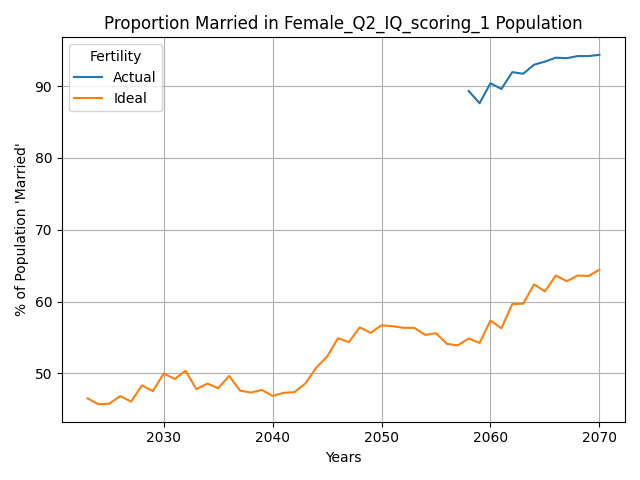 Proportion Married in Female_Q2_IQ_scoring_1 Population
Fertility
Actual
Ideal
% of Population 'Married'
90
80
70
60
50
2030
2040
2050
2060
2070
Years